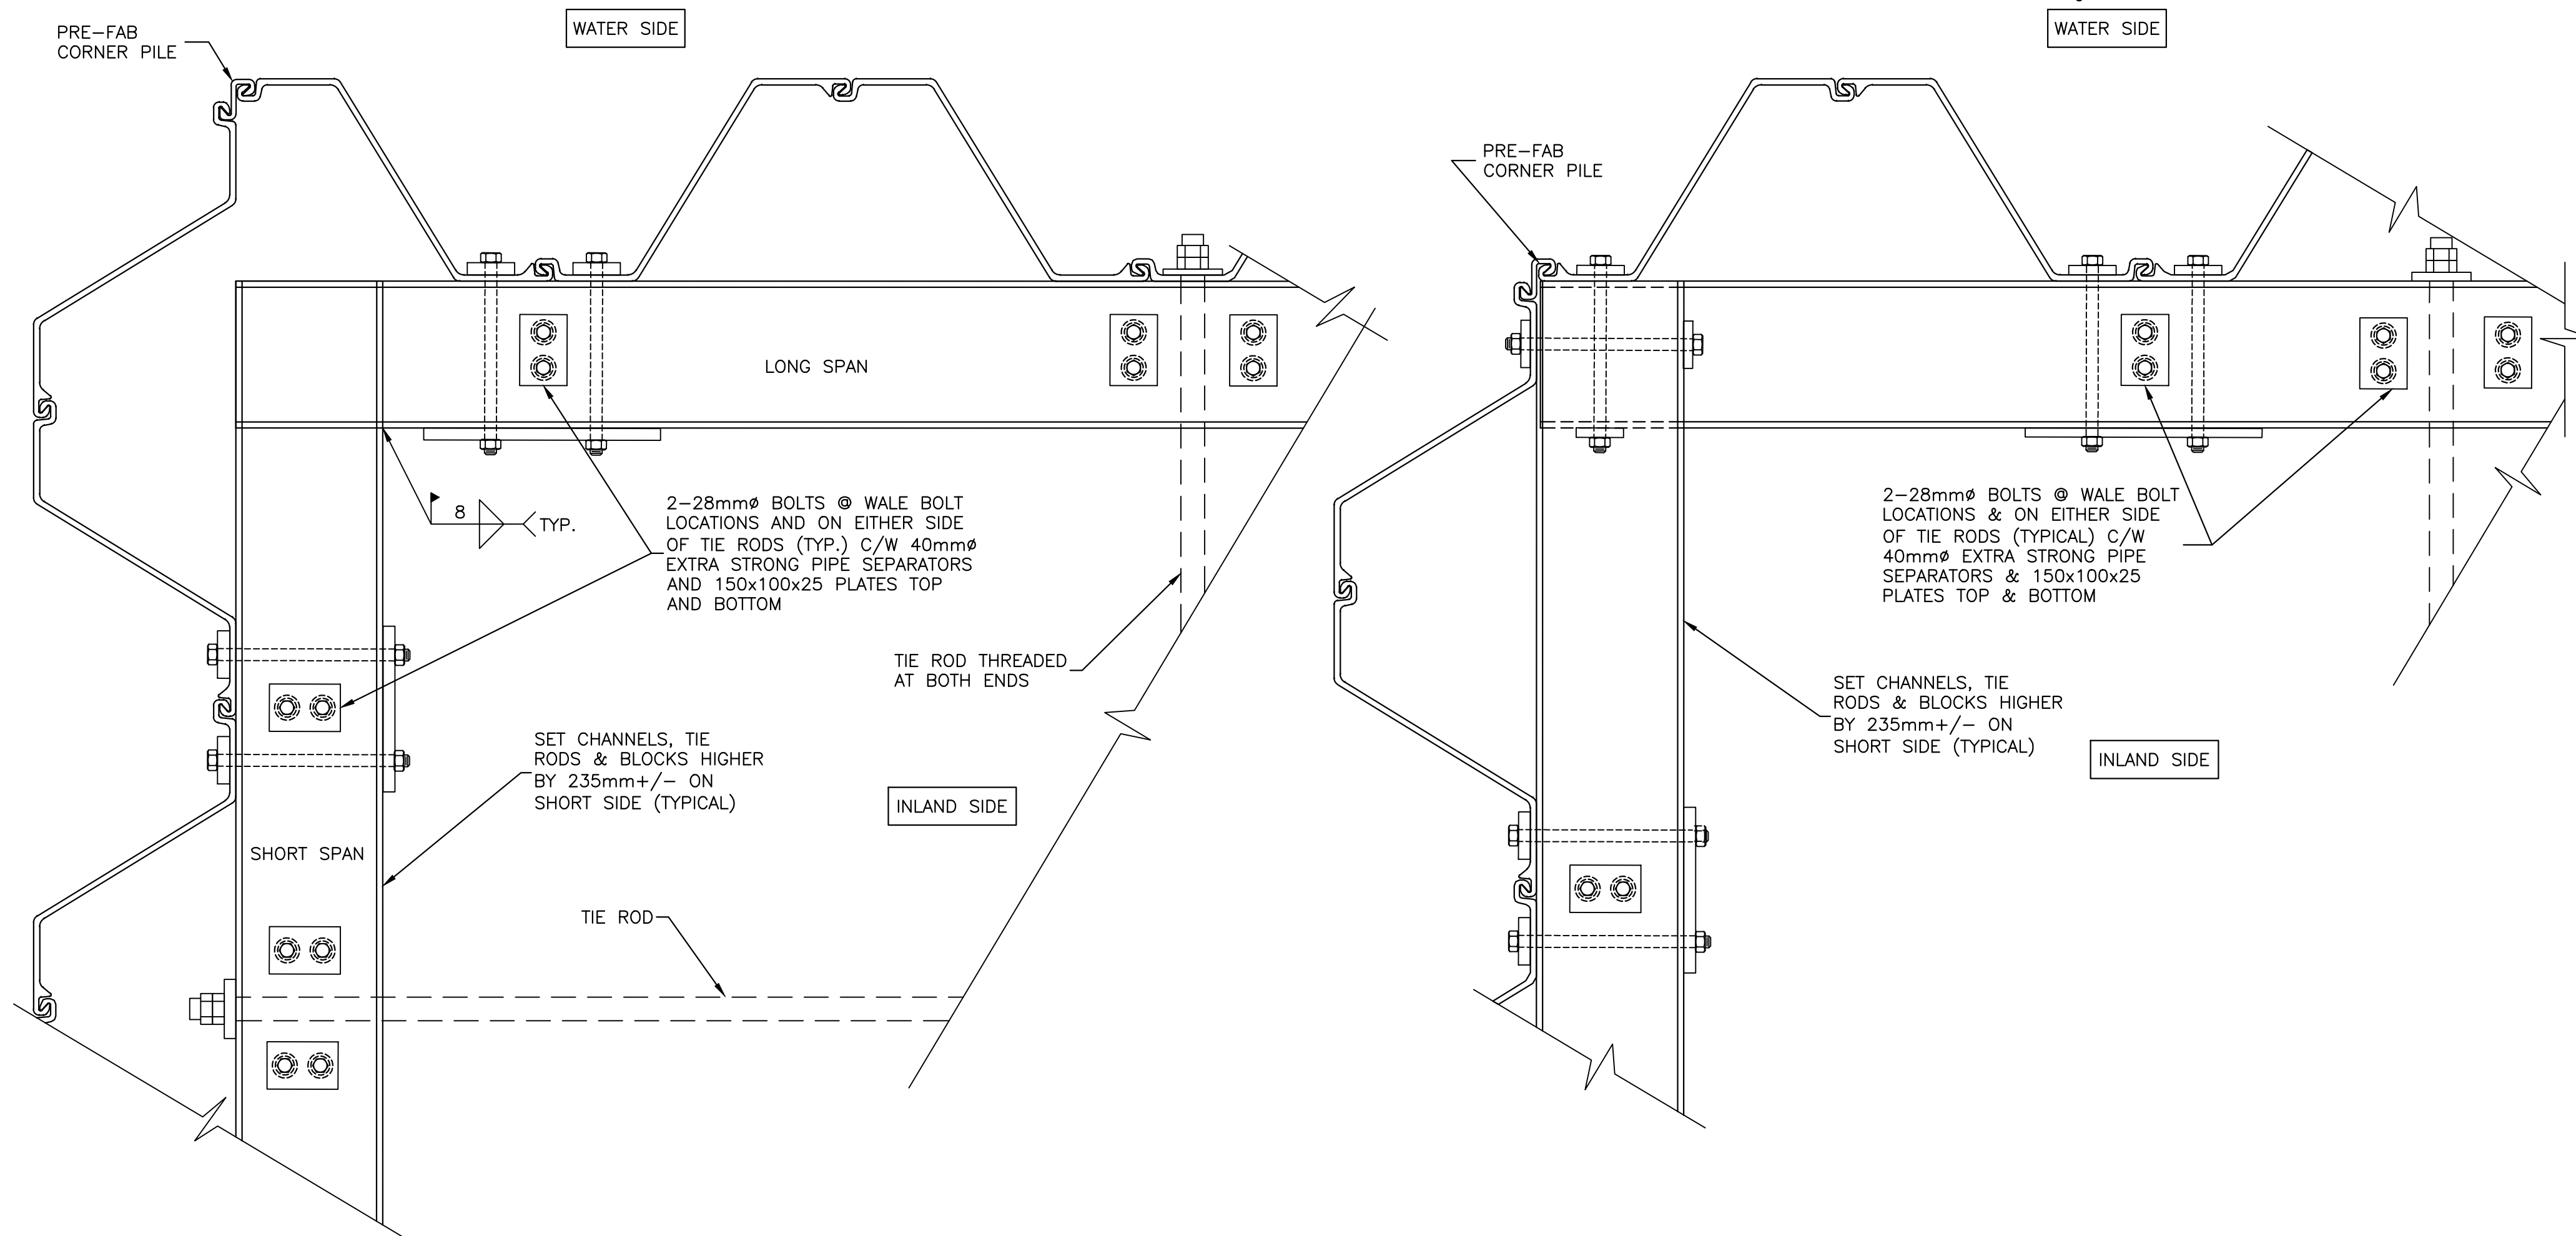 WATER SIDE
PRE-FAB
CORNER PILE
LONG SPAN
2-28mmø BOLTS @ WALE BOLT
LOCATIONS AND ON EITHER SIDE
OF TIE RODS (TYP.) C/W 40mmø
EXTRA STRONG PIPE SEPARATORS
AND 150x100x25 PLATES TOP
AND BOTTOM
8
TYP.
TIE ROD THREADED
AT BOTH ENDS
SET CHANNELS, TIE
RODS & BLOCKS HIGHER
BY 235mm+/- ON
SHORT SIDE (TYPICAL)
INLAND SIDE
SHORT SPAN
TIE ROD
WATER SIDE
PRE-FAB
CORNER PILE
2-28mmø BOLTS @ WALE BOLT
LOCATIONS & ON EITHER SIDE
OF TIE RODS (TYPICAL) C/W
40mmø EXTRA STRONG PIPE
SEPARATORS & 150x100x25
PLATES TOP & BOTTOM
SET CHANNELS, TIE
RODS & BLOCKS HIGHER
BY 235mm+/- ON
SHORT SIDE (TYPICAL)
INLAND SIDE